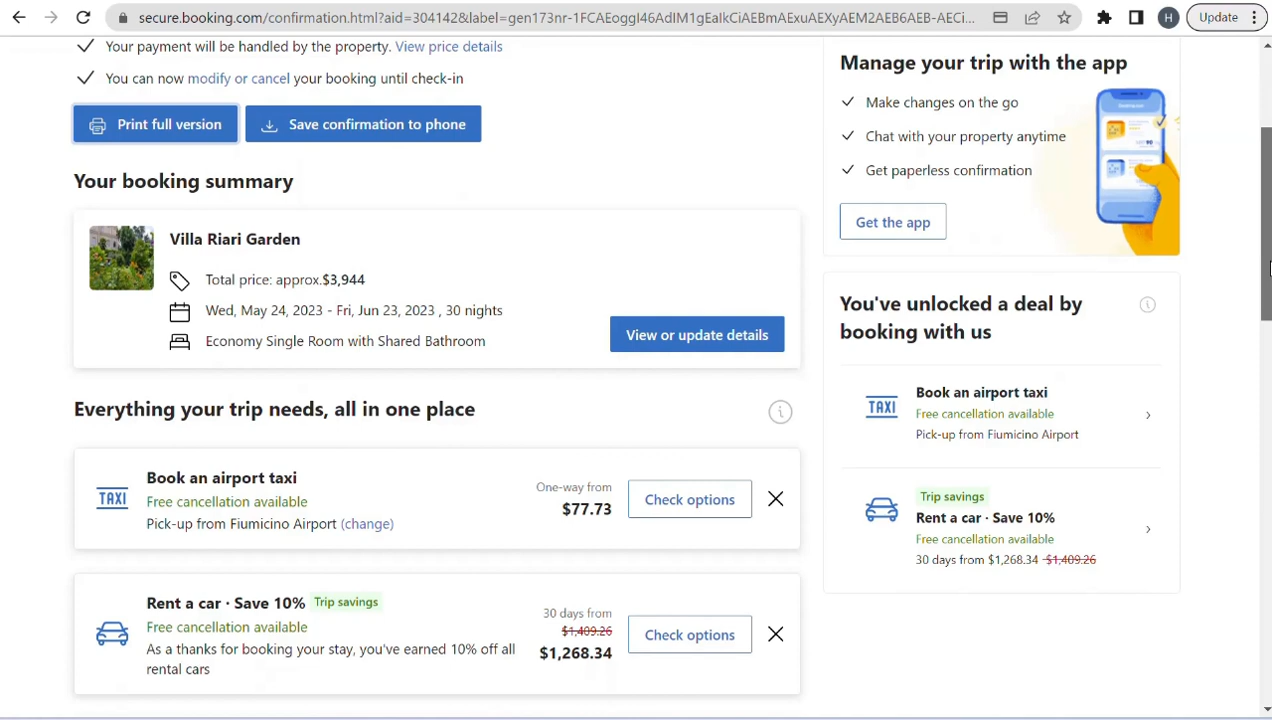 secure.booking.com/confirmation.html?aid=304142&label=gen173nr-1FCAEoggI46AdIM1gEaIkCiAEBmAExuAEXyAEM2AEB6AEB-AECi...
H
Update
Your payment will be handled by the property. View price details
You can now modify or cancel your booking until check-in
Print full version
Save confirmation to phone
Your booking summary
Villa Riari Garden
Total price: approx.$3,944
Wed, May 24, 2023 - Fri, Jun 23, 2023 , 30 nights
Economy Single Room with Shared Bathroom
View or update details
Everything your trip needs, all in one place
TAXI
Book an airport taxi
Free cancellation available
Pick-up from Fiumicino Airport (change)
One-way from
$77.73
Check options
Rent a car · Save 10% Trip savings
Free cancellation available
As a thanks for booking your stay, you've earned 10% off all
rental cars
30 days from
$1,409.26
$1,268.34
Check options
Manage your trip with the app
Make changes on the go
Chat with your property anytime
Get paperless confirmation
Get the app
You've unlocked a deal by
booking with us
TAXI
Book an airport taxi
Free cancellation available
Pick-up from Fiumicino Airport
Trip savings
Rent a car · Save 10%
Free cancellation available
30 days from $1,268.34 $1,409.26